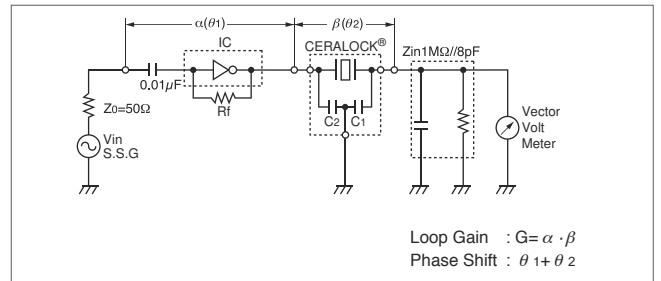 α(θ1)
β(θ2)
IC
CERALOCK®
Zin1MΩ//8pF
0.01μF
Rf
Z0=50Ω
C2
C1
Vector
Volt
Meter
Vin
S.S.G
Loop Gain : G= α · β
Phase Shift : θ 1+ θ 2